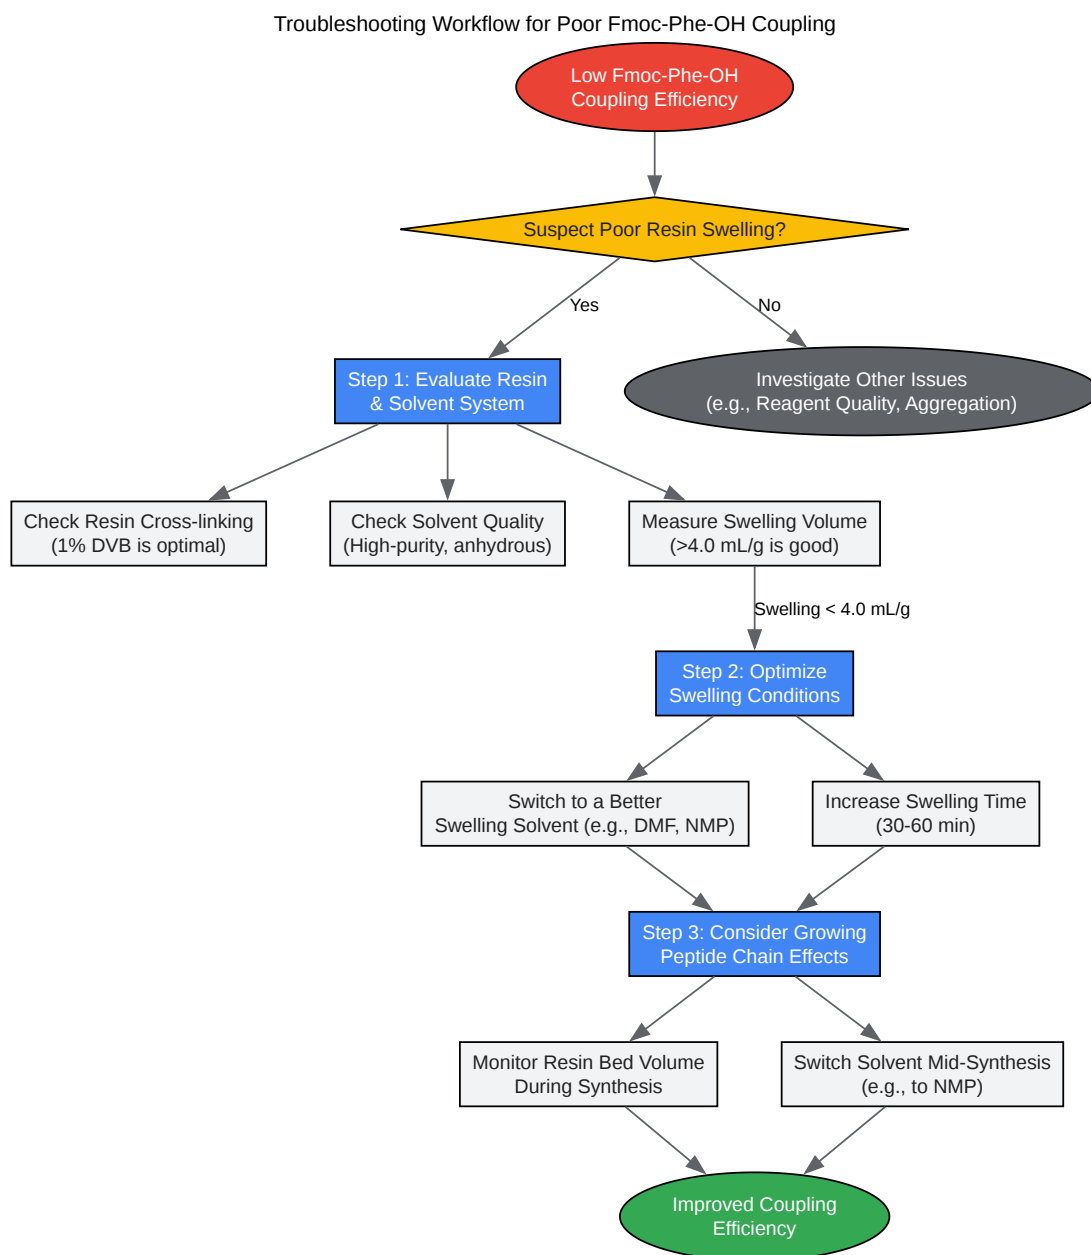 Troubleshooting Workflow for Poor Fmoc-Phe-OH Coupling
Low Fmoc-Phe-OH
Coupling Efficiency
Suspect Poor Resin Swelling?
Yes
No
Step 1: Evaluate Resin
& Solvent System
Investigate Other Issues
(e.g., Reagent Quality, Aggregation)
Check Resin Cross-linking
(1% DVB is optimal)
Check Solvent Quality
(High-purity, anhydrous)
Measure Swelling Volume
(>4.0 mL/g is good)
Swelling < 4.0 mL/g
Step 2: Optimize
Swelling Conditions
Switch to a Better
Swelling Solvent (e.g., DMF, NMP)
Increase Swelling Time
(30-60 min)
Step 3: Consider Growing
Peptide Chain Effects
Monitor Resin Bed Volume
During Synthesis
Switch Solvent Mid-Synthesis
(e.g., to NMP)
Improved Coupling
Efficiency